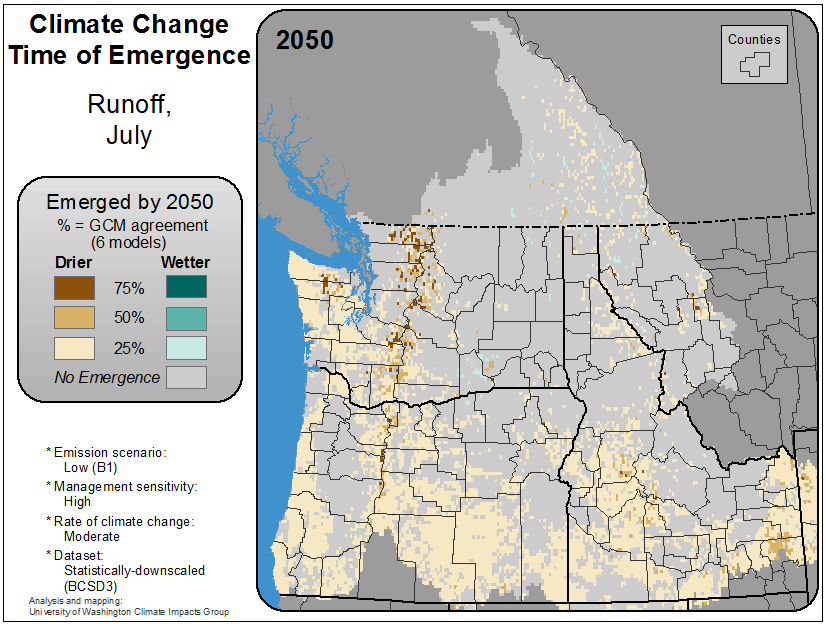 Climate Change
Time of Emergence
Runoff,
July
Emerged by 2050
% = GCM agreement
(6 models)
Drier Wetter
75%
50%
25%
No Emergence
* Emission scenario:
Low (B1)
* Management sensitivity:
High
* Rate of climate change:
Moderate
* Dataset:
Statistically-downscaled
(BCSD3)
Analysis and mapping:
University of Washington Climate Impacts Group
2050
Counties